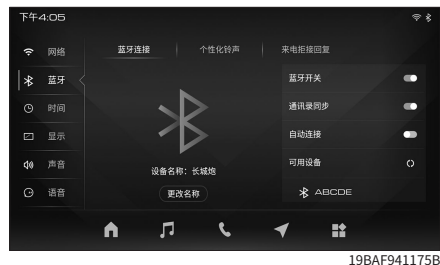 下午4:05
网络
蓝牙
时间
显示
声音
语音
蓝牙连接
个性化铃声
来电拒接回复
设备名称：长城炮
更改名称
蓝牙开关
通讯录同步
自动连接
可用设备
ABCDE
19BAF941175B